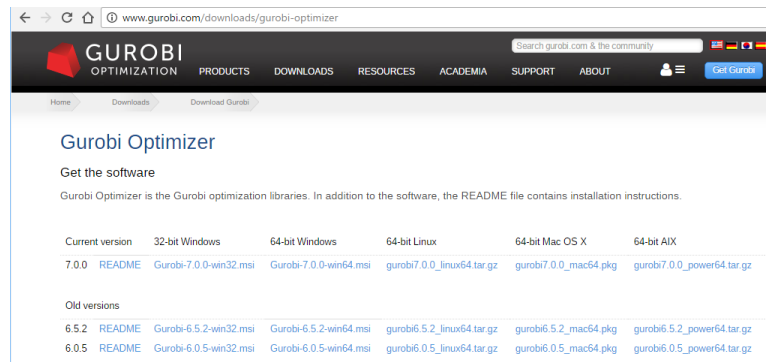 www.gurobi.com/downloads/gurobi-optimizer
Search gurobi.com & the community
GUROBI
OPTIMIZATION PRODUCTS DOWNLOADS RESOURCES ACADEMIA SUPPORT ABOUT Get Gurobi
Home Downloads Download Gurobi
Gurobi Optimizer
Get the software
Gurobi Optimizer is the Gurobi optimization libraries. In addition to the software, the README file contains installation instructions.
Current version 32-bit Windows 64-bit Windows 64-bit Linux 64-bit Mac OS X 64-bit AIX
7.0.0 README Gurobi-7.0.0-win32.msi Gurobi-7.0.0-win64.msi gurobi7.0.0_linux64.tar.gz gurobi7.0.0_mac64.pkg gurobi7.0.0_power64.tar.gz
Old versions
6.5.2 README Gurobi-6.5.2-win32.msi Gurobi-6.5.2-win64.msi gurobi6.5.2_linux64.tar.gz gurobi6.5.2_mac64.pkg gurobi6.5.2_power64.tar.gz
6.0.5 README Gurobi-6.0.5-win32.msi Gurobi-6.0.5-win64.msi gurobi6.0.5_linux64.tar.gz gurobi6.0.5_mac64.pkg gurobi6.0.5_power64.tar.gz